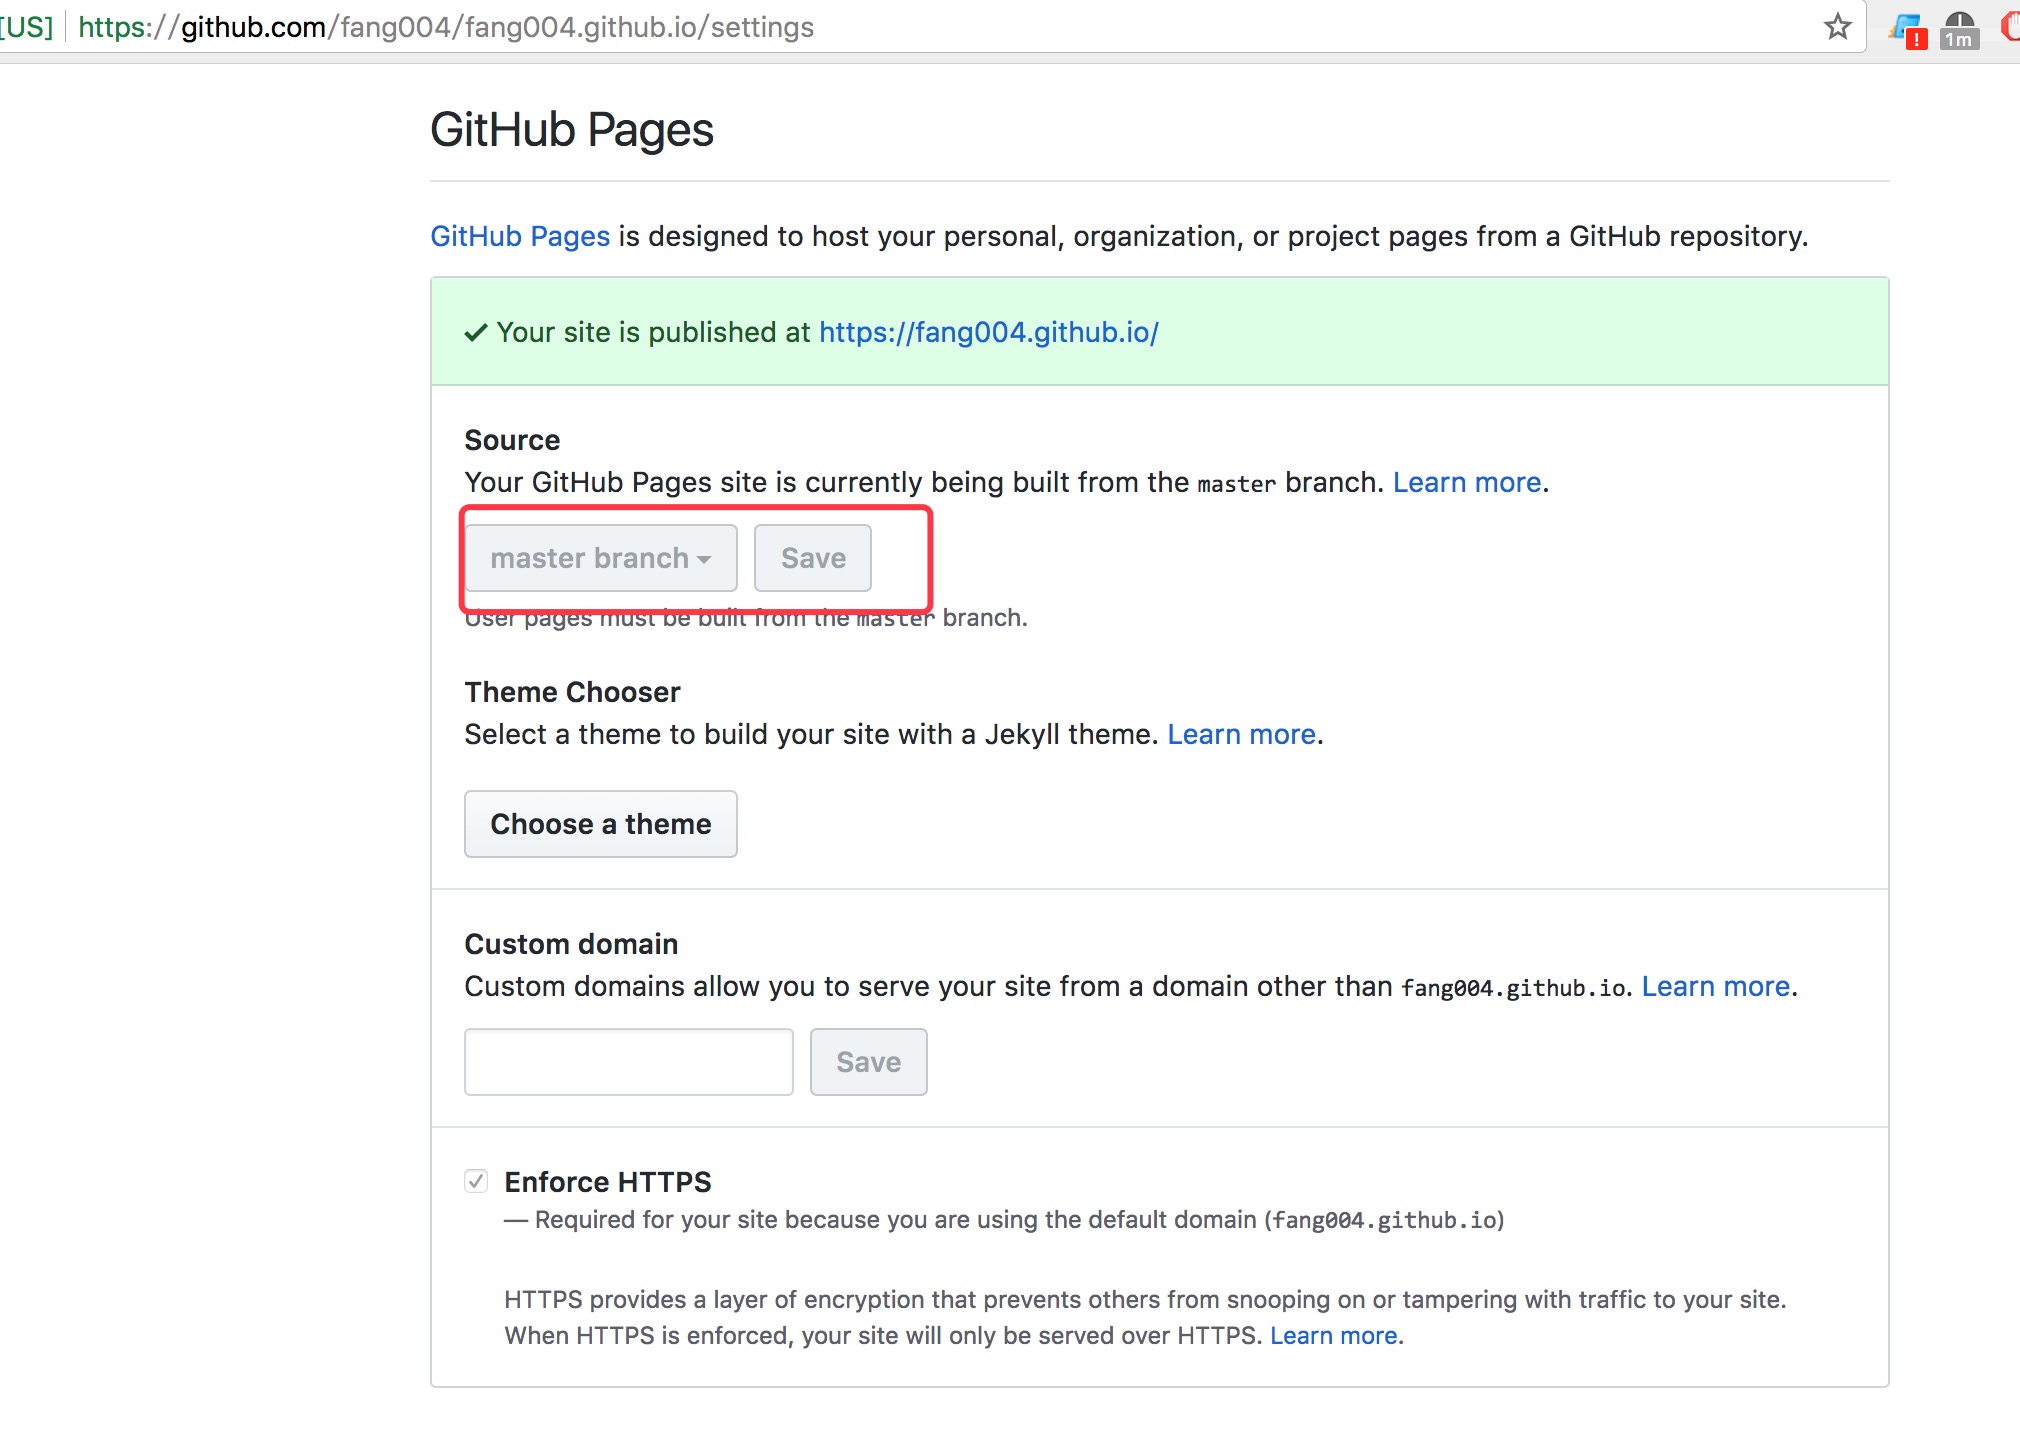 [US] https://github.com/fang004/fang004.github.io/settings
1m
GitHub Pages
GitHub Pages is designed to host your personal, organization, or project pages from a GitHub repository.
✓ Your site is published at https://fang004.github.io/
Source
Your GitHub Pages site is currently being built from the master branch. Learn more.
master branch
Save
User pages must be built from the master branch.
Theme Chooser
Select a theme to build your site with a Jekyll theme. Learn more.
Choose a theme
Custom domain
Custom domains allow you to serve your site from a domain other than fang004.github.io. Learn more.
Save
Enforce HTTPS
— Required for your site because you are using the default domain (fang004.github.io)
HTTPS provides a layer of encryption that prevents others from snooping on or tampering with traffic to your site.
When HTTPS is enforced, your site will only be served over HTTPS. Learn more.